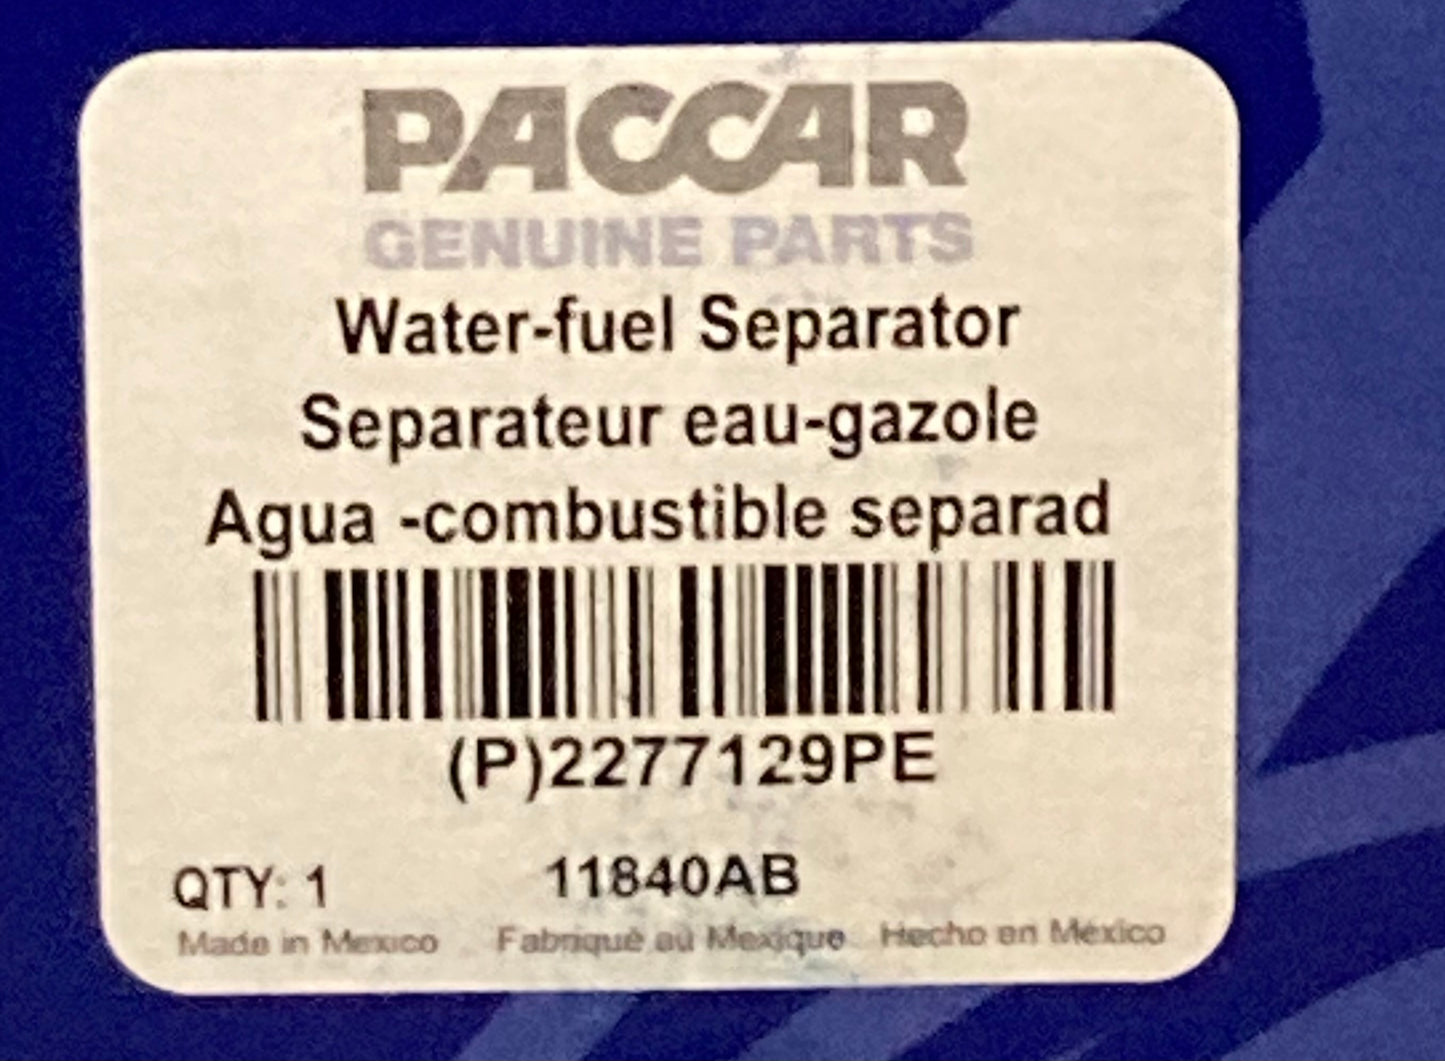 PACCAR
GENUINE PARTS
Water-fuel Separator
Separateur eau-gazole
Agua -combustible separad
(P)2277129PE
QTY: 1 11840AB
Made in Mexico Fabriqué au Mexique Hecho en México